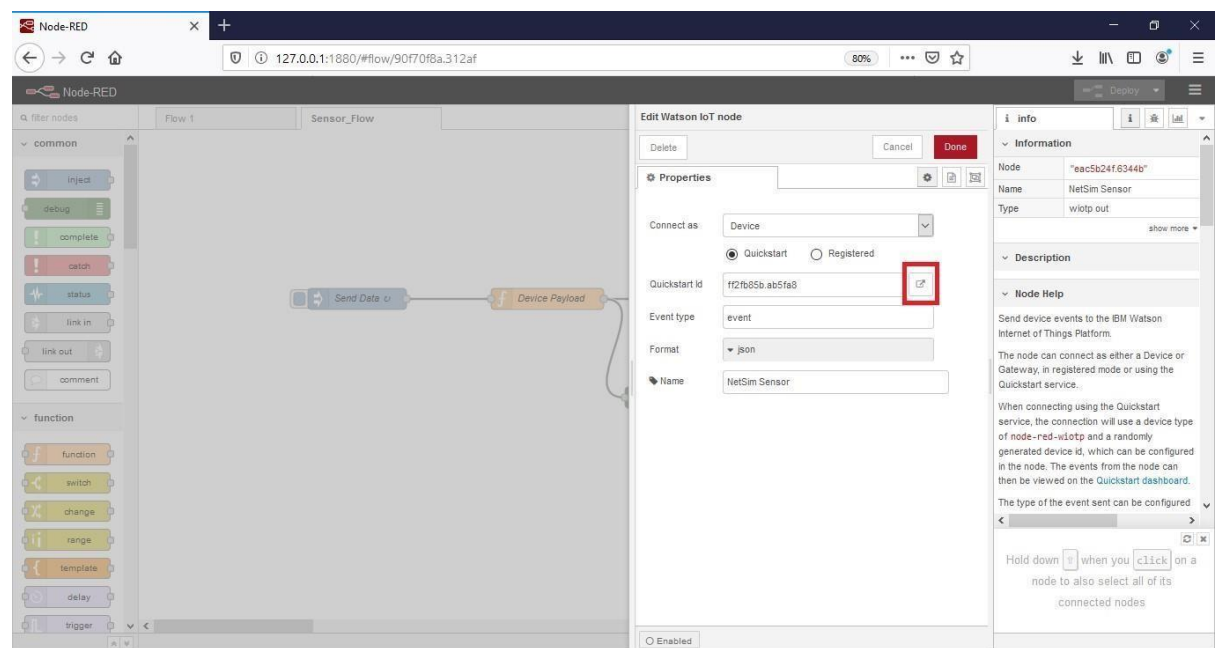 Node-RED
127.0.0.1:1880/#flow/90f70f8a.312af
80%
Node-RED
Deploy
filter nodes
Flow 1
Sensor_Flow
common
inject
debug
complete
catch
status
link in
link out
comment
function
function
switch
change
range
template
delay
trigger
Send Data
Device Payload
Edit Watson IoT node
Delete
Cancel
Done
Properties
Connect as
Device
Quickstart
Registered
Quickstart Id
ff2fb85b.ab5fa8
Event type
event
Format
json
Name
NetSim Sensor
Enabled
i info
i
Information
Node
"eac5b24f.6344b"
Name
NetSim Sensor
Type
wiotp out
show more
Description
Node Help
Send device events to the IBM Watson
Internet of Things Platform.
The node can connect as either a Device or
Gateway, in registered mode or using the
Quickstart service.
When connecting using the Quickstart
service, the connection will use a device type
of node-red-wiotp and a randomly
generated device id, which can be configured
in the node. The events from the node can
then be viewed on the Quickstart dashboard.
The type of the event sent can be configured
Hold down when you click on a
node to also select all of its
connected nodes